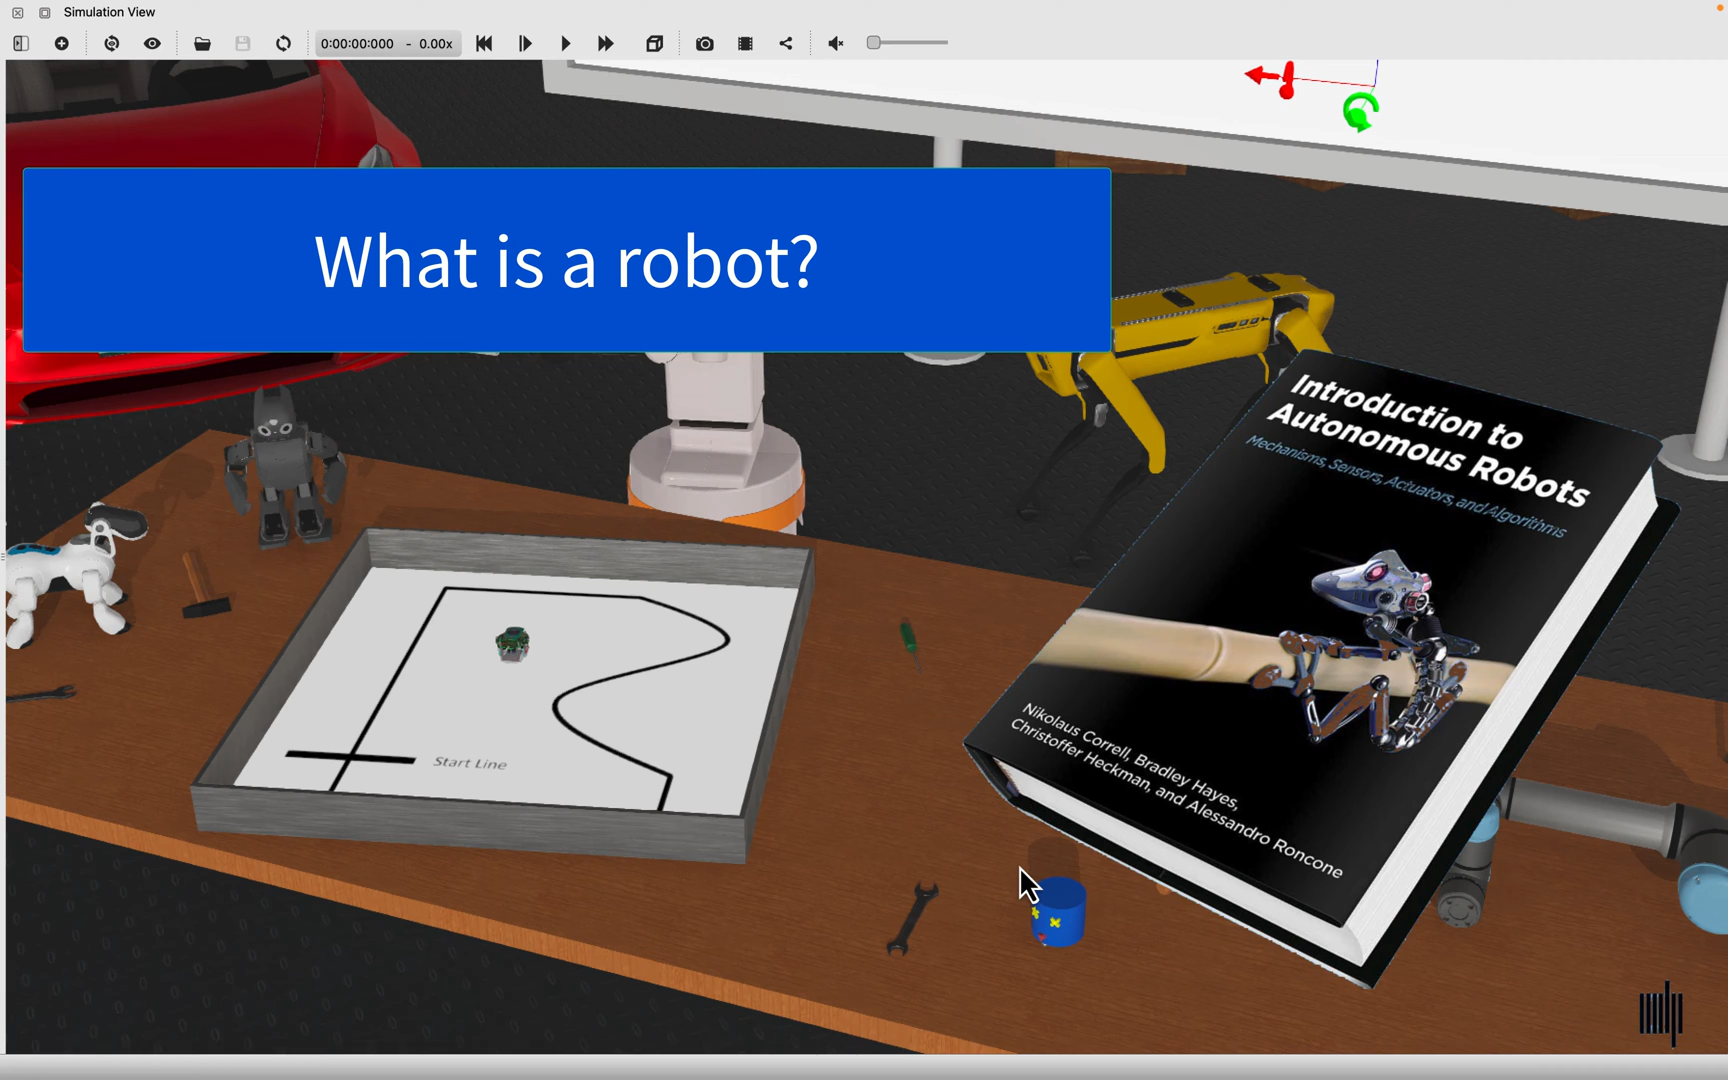 Simulation View
0:00:00:000 - 0.00x
What is a robot?
Introduction to
Autonomous Robots
Mechanisms, Sensors, Actuators, and Algorithms
Nikolaus Correll, Bradley Hayes,
Christoffer Heckman, and Alessandro Roncone
Start Line